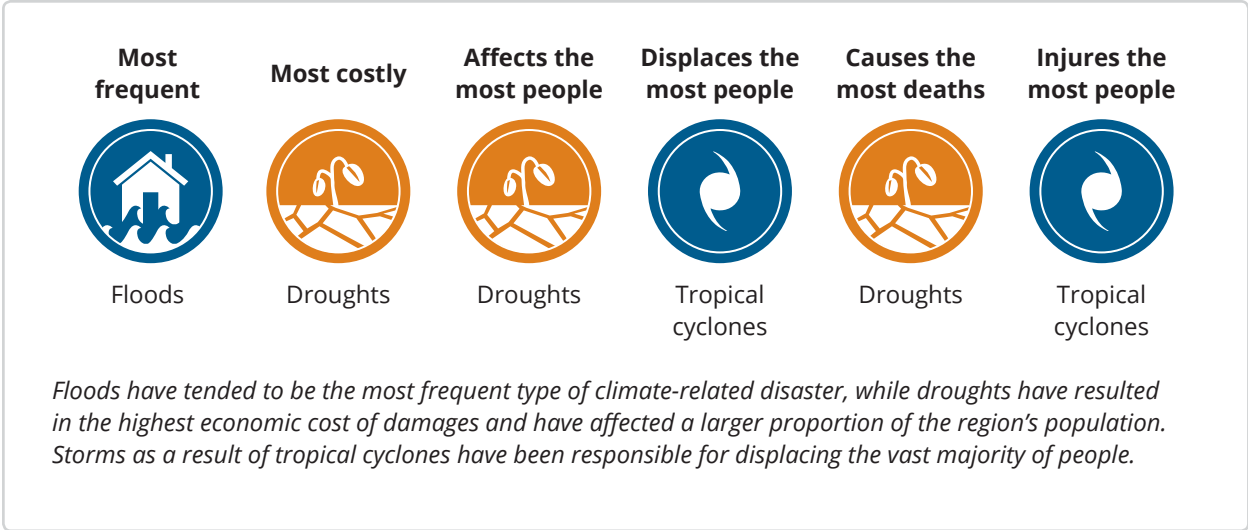 Most
frequent
Most costly
Affects the
most people
Displaces the
most people
Causes the
most deaths
Injures the
most people
Floods
Droughts
Droughts
Tropical
cyclones
Droughts
Tropical
cyclones
Floods have tended to be the most frequent type of climate-related disaster, while droughts have resulted
in the highest economic cost of damages and have affected a larger proportion of the region’s population.
Storms as a result of tropical cyclones have been responsible for displacing the vast majority of people.